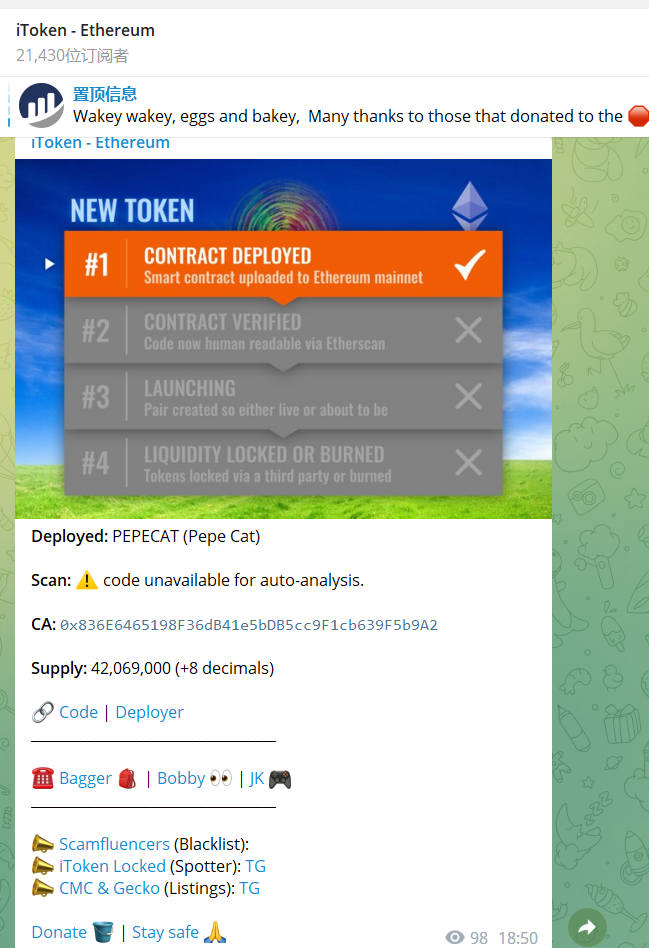 iToken - Ethereum
21,430位订阅者
置顶信息
Wakey wakey, eggs and bakey, Many thanks to those that donated to the 🛑
iToken - Ethereum
NEW TOKEN
#1 CONTRACT DEPLOYED
Smart contract uploaded to Ethereum mainnet
#2 CONTRACT VERIFIED
Code now human readable via Etherscan
#3 LAUNCHING
Pair created so either live or about to be
#4 LIQUIDITY LOCKED OR BURNED
Tokens locked via a third party or burned
Deployed: PEPECAT (Pepe Cat)
Scan: ⚠️ code unavailable for auto-analysis.
CA: 0x836E6465198F36dB41e5bDB5cc9F1cb639F5b9A2
Supply: 42,069,000 (+8 decimals)
🔗 Code | Deployer
☎️ Bagger 🎒 | Bobby 👀 | JK 🎮
📣 Scamfluencers (Blacklist):
📣 iToken Locked (Spotter): TG
📣 CMC & Gecko (Listings): TG
Donate 🪣 | Stay safe 🙏
98 18:50